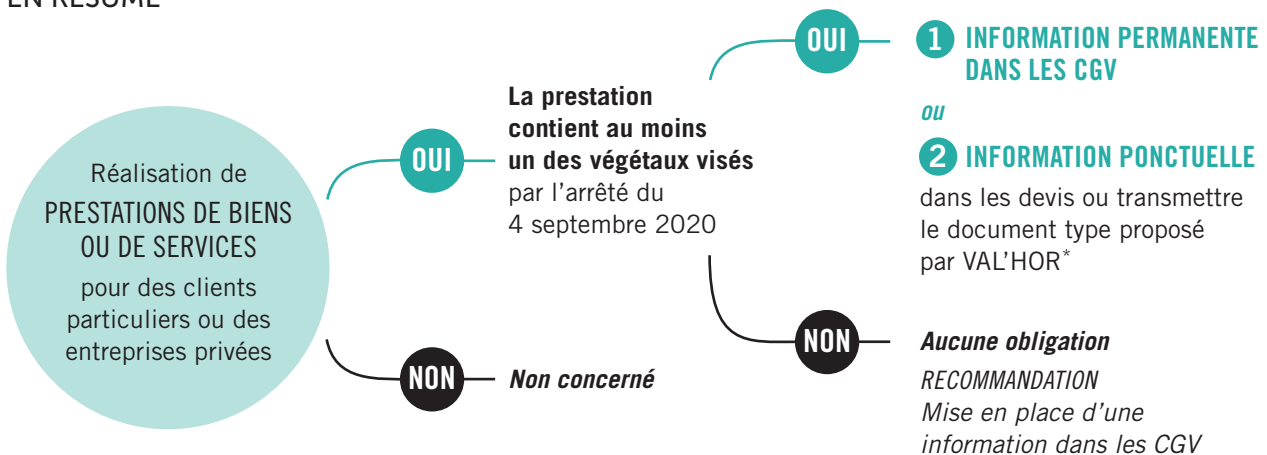 EN RÉSUMÉ
Réalisation de
PRESTATIONS DE BIENS
OU DE SERVICES
pour des clients
particuliers ou des
entreprises privées
OUI
La prestation
contient au moins
un des végétaux visés
par l'arrêté du
4 septembre 2020
OUI
1 INFORMATION PERMANENTE
DANS LES CGV
ou
2 INFORMATION PONCTUELLE
dans les devis ou transmettre
le document type proposé
par VAL'HOR*
NON
Aucune obligation
RECOMMANDATION
Mise en place d'une
information dans les CGV
NON
Non concerné